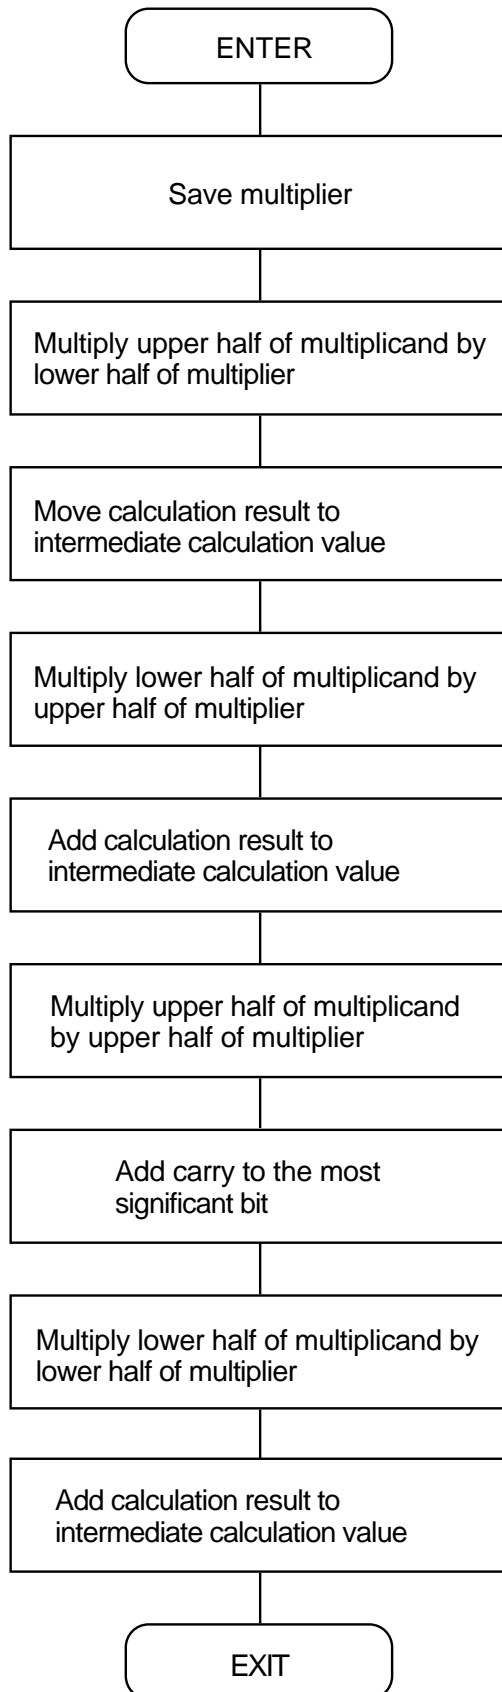 ENTER
Save multiplier
Multiply upper half of multiplicand by
lower half of multiplier
Move calculation result to
intermediate calculation value
Multiply lower half of multiplicand by
upper half of multiplier
Add calculation result to
intermediate calculation value
Multiply upper half of multiplicand
by upper half of multiplier
Add carry to the most
significant bit
Multiply lower half of multiplicand by
lower half of multiplier
Add calculation result to
intermediate calculation value
EXIT